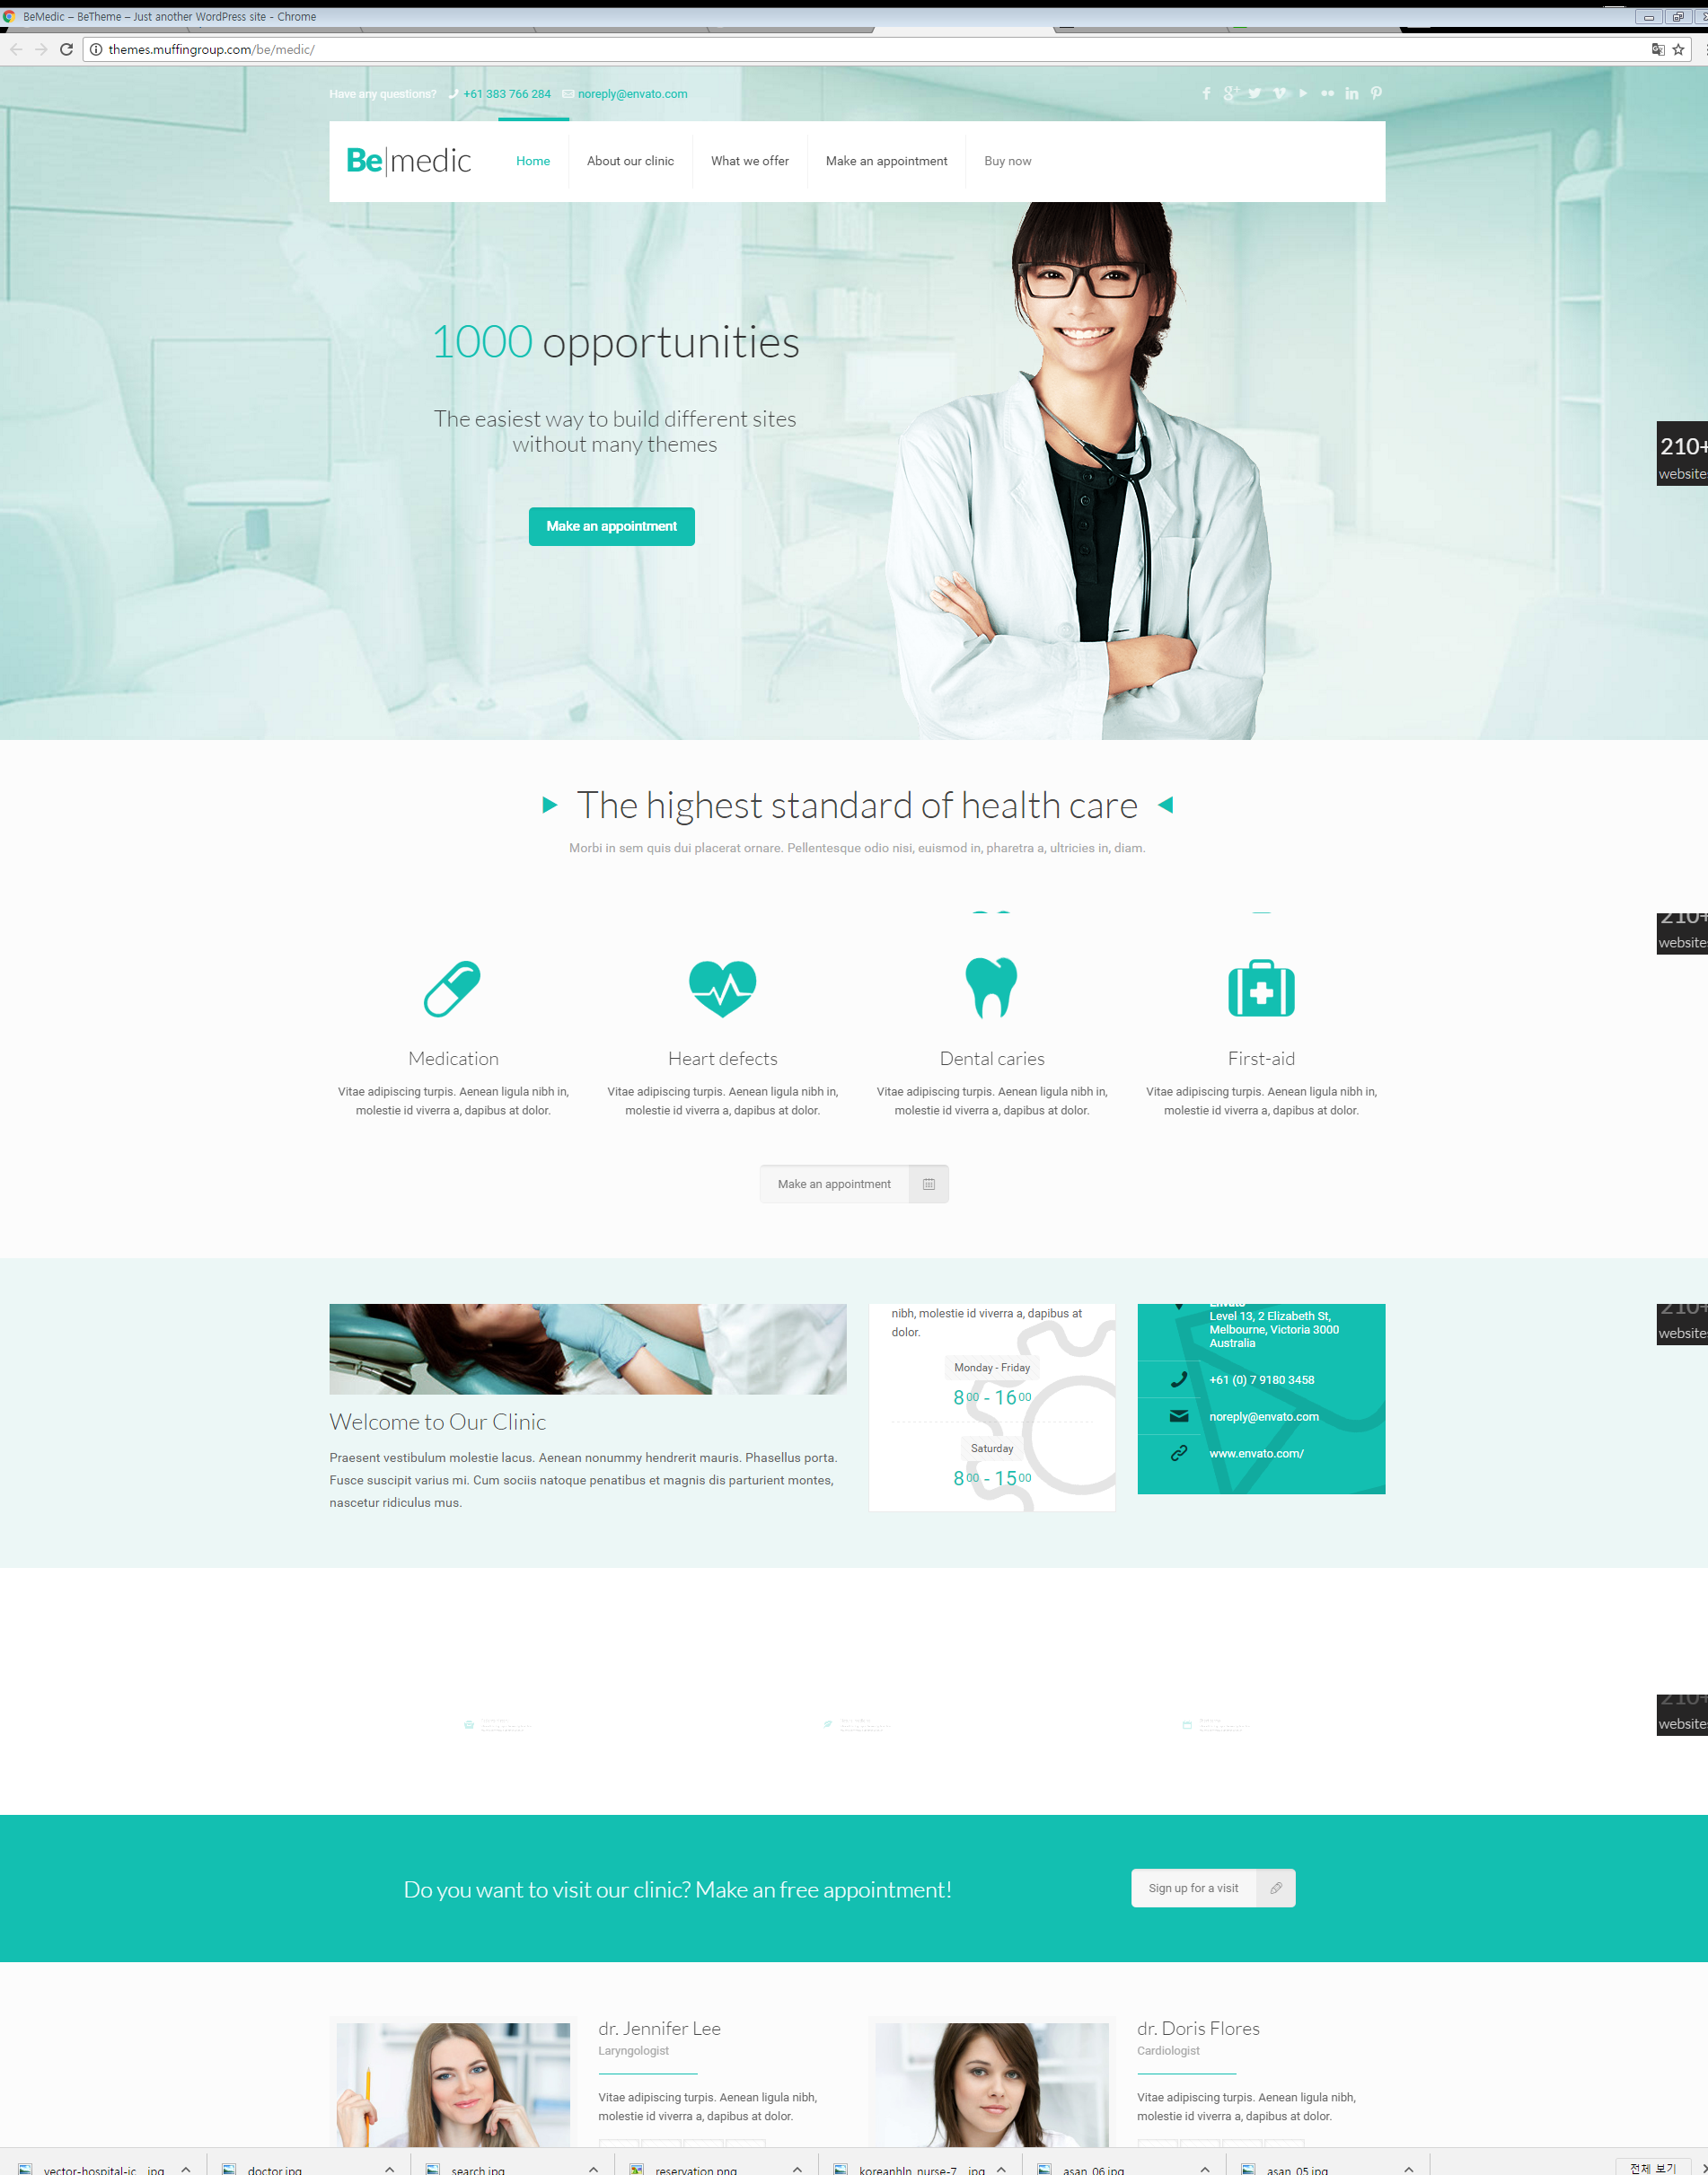 BeMedic – BeTheme – Just another WordPress site - Chrome
themes.muffingroup.com/be/medic/
Have any questions? +61 383 766 284 noreply@envato.com
Be|medic
Home
About our clinic
What we offer
Make an appointment
Buy now
1000 opportunities
The easiest way to build different sites
without many themes
Make an appointment
210+
website
The highest standard of health care
Morbi in sem quis dui placerat ornare. Pellentesque odio nisi, euismod in, pharetra a, ultricies in, diam.
210+
website
Medication
Vitae adipiscing turpis. Aenean ligula nibh in,
molestie id viverra a, dapibus at dolor.
Heart defects
Vitae adipiscing turpis. Aenean ligula nibh in,
molestie id viverra a, dapibus at dolor.
Dental caries
Vitae adipiscing turpis. Aenean ligula nibh in,
molestie id viverra a, dapibus at dolor.
First-aid
Vitae adipiscing turpis. Aenean ligula nibh in,
molestie id viverra a, dapibus at dolor.
Make an appointment
Welcome to Our Clinic
Praesent vestibulum molestie lacus. Aenean nonummy hendrerit mauris. Phasellus porta.
Fusce suscipit varius mi. Cum sociis natoque penatibus et magnis dis parturient montes,
nascetur ridiculus mus.
nibh, molestie id viverra a, dapibus at
dolor.
Monday - Friday
8 00 - 16 00
Saturday
8 00 - 15 00
Envato
Level 13, 2 Elizabeth St,
Melbourne, Victoria 3000
Australia
+61 (0) 7 9180 3458
noreply@envato.com
www.envato.com/
210+
website
210+
website
Do you want to visit our clinic? Make an free appointment!
Sign up for a visit
dr. Jennifer Lee
Laryngologist
Vitae adipiscing turpis. Aenean ligula nibh,
molestie id viverra a, dapibus at dolor.
dr. Doris Flores
Cardiologist
Vitae adipiscing turpis. Aenean ligula nibh,
molestie id viverra a, dapibus at dolor.
vector-hospital-ic....jpg
doctor.jpg
search.jpg
reservation.png
koreanhln_nurse-7....jpg
asan_06.jpg
asan_05.jpg
전체 보기